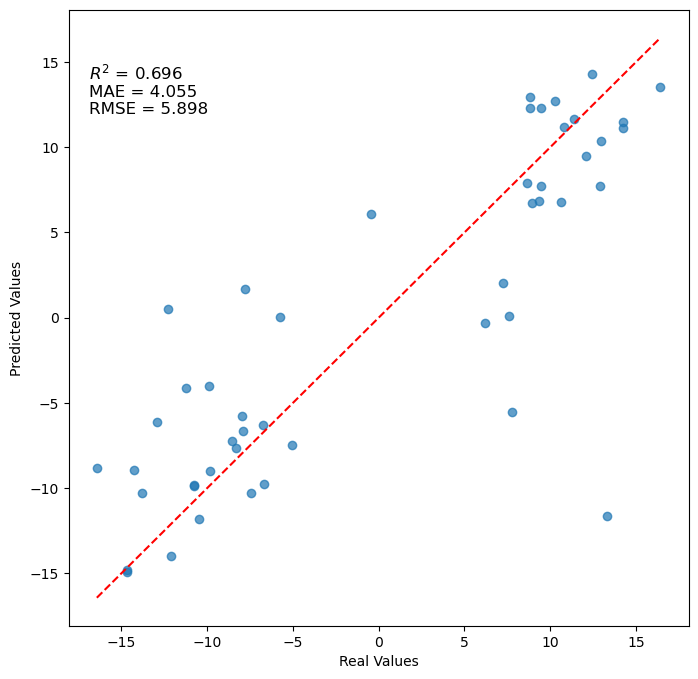 R² = 0.696
MAE = 4.055
RMSE = 5.898
15
10
5
0
−5
−10
−15
Predicted Values
−15 −10 −5 0 5 10 15
Real Values